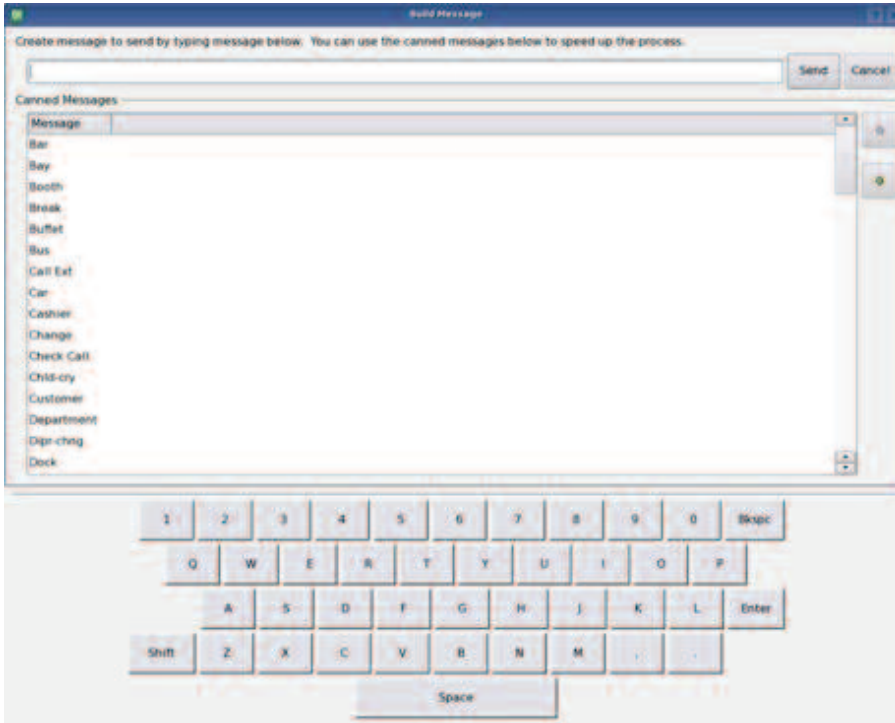 Build Message
Create message to send by typing message below. You can use the canned messages below to speed up the process.
Send Cancel
Canned Messages
Message
Bar
Bay
Booth
Break
Buffet
Bus
Call Ext
Car
Cashier
Change
Check Call
Chld-cry
Customer
Department
Dipr-chng
Dock
1 2 3 4 5 6 7 8 9 0 Bkspc
Q W E R T Y U I O P
A S D F G H J K L Enter
Shift Z X C V B N M
Space